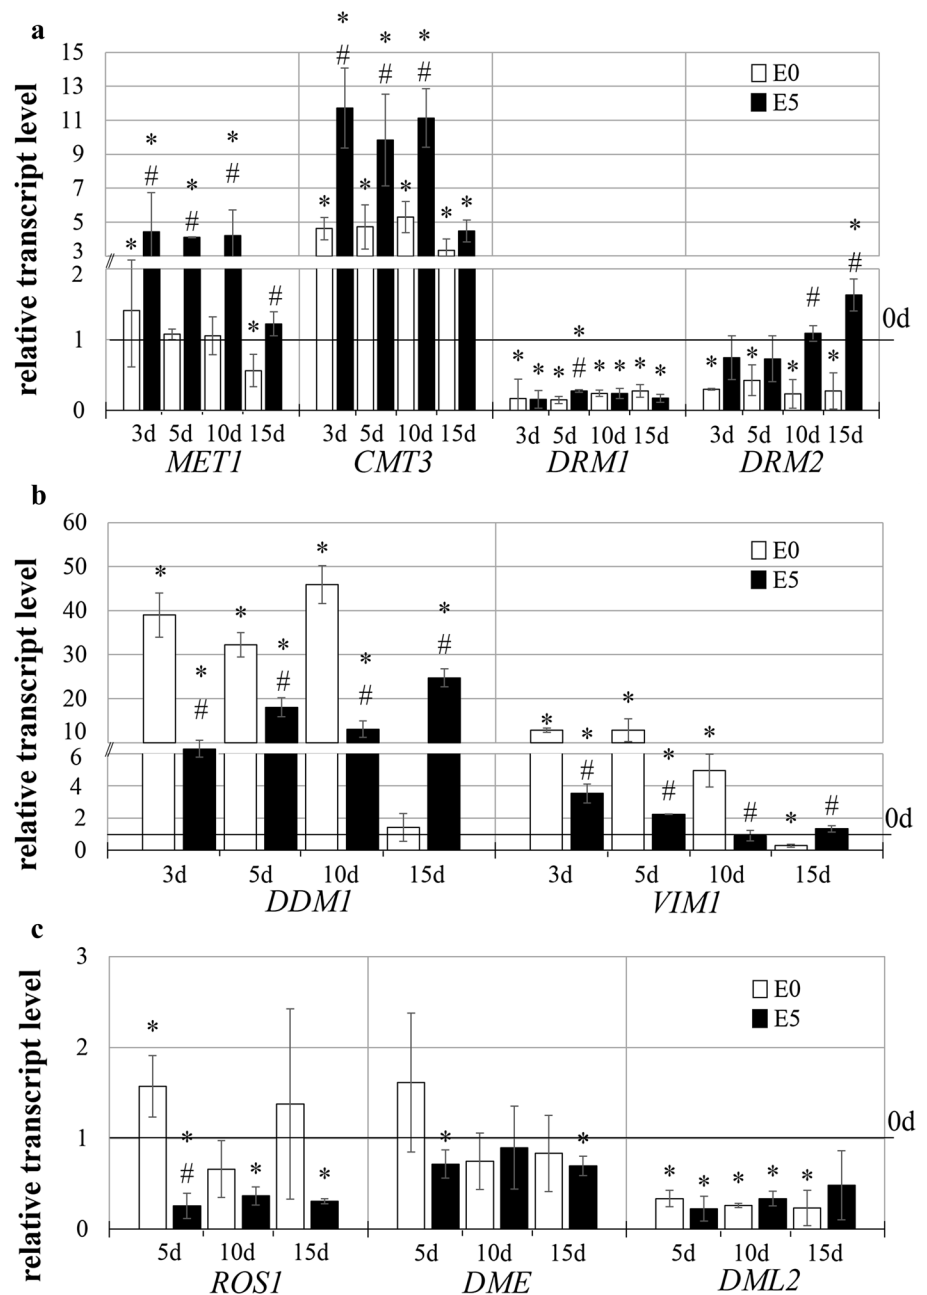 a
relative transcript level
15
13
11
9
7
5
3
2
1
0
E0
E5
* # * # * # * # * # * #
* * # * # * # * * * * * * * * # * * * * * * * # * * # *
0d
3d 5d 10d 15d 3d 5d 10d 15d 3d 5d 10d 15d 3d 5d 10d 15d
MET1 CMT3 DRM1 DRM2
b
relative transcript level
60
50
40
30
20
10
6
4
2
0
E0
E5
* * # * * # * * # * #
* * # * * # * # * #
0d
3d 5d 10d 15d 3d 5d 10d 15d
DDM1 VIM1
c
relative transcript level
3
2
1
0
E0
E5
* * # * * * * * * * * *
0d
5d 10d 15d 5d 10d 15d 5d 10d 15d
ROS1 DME DML2